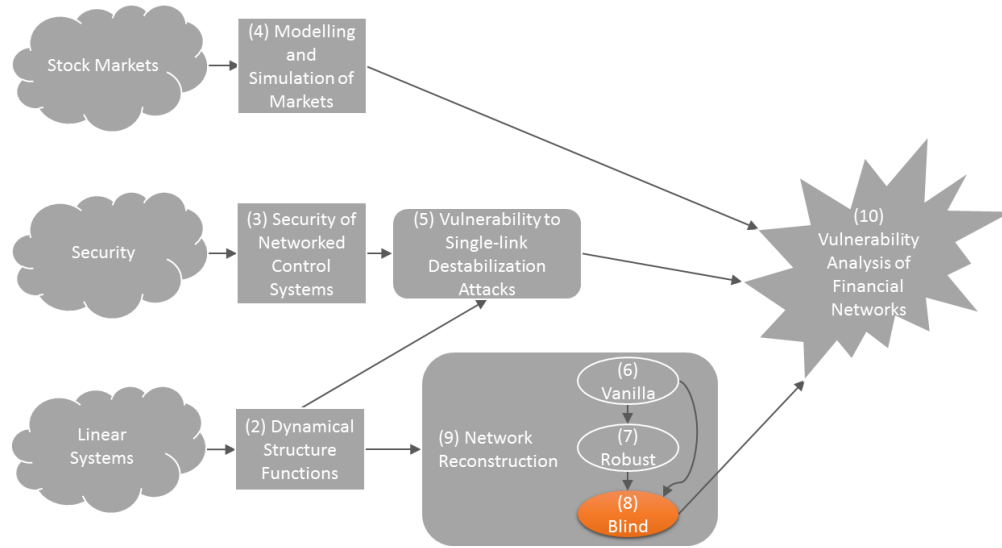 Stock Markets
(4) Modelling
and
Simulation of
Markets
Security
(3) Security of
Networked
Control
Systems
(5) Vulnerability to
Single-link
Destabilization
Attacks
(10)
Vulnerability
Analysis of
Financial
Networks
Linear
Systems
(2) Dynamical
Structure
Functions
(9) Network
Reconstruction
(6)
Vanilla
(7)
Robust
(8)
Blind